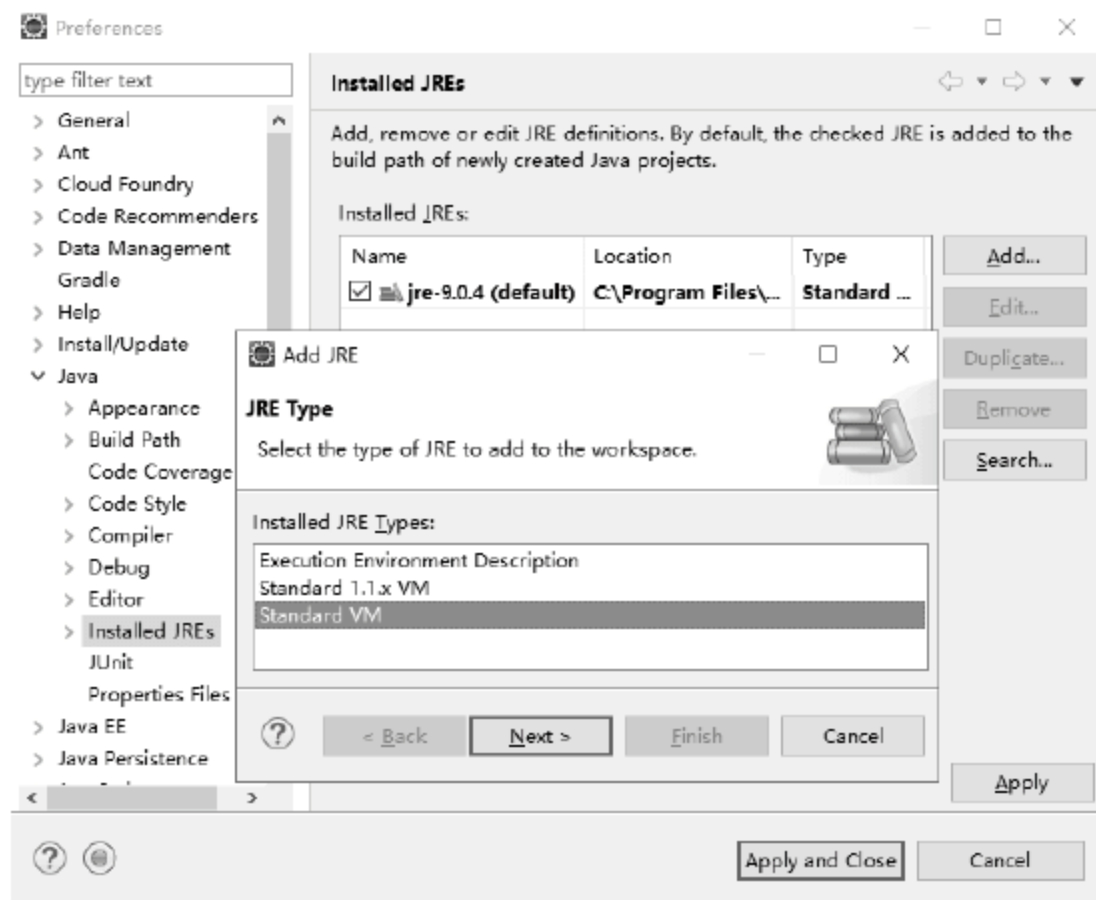 Preferences
type filter text
General
Ant
Cloud Foundry
Code Recommenders
Data Management
Gradle
Help
Install/Update
Java
Appearance
Build Path
Code Coverage
Code Style
Compiler
Debug
Editor
Installed JREs
JUnit
Properties Files
Java EE
Java Persistence
Installed JREs
Add, remove or edit JRE definitions. By default, the checked JRE is added to the
build path of newly created Java projects.
Installed JREs:
Name Location Type
jre-9.0.4 (default) C:\Program Files\... Standard ...
Add...
Edit...
Duplicate...
Remove
Search...
Add JRE
JRE Type
Select the type of JRE to add to the workspace.
Installed JRE Types:
Execution Environment Description
Standard 1.1.x VM
Standard VM
? < Back Next > Finish Cancel
Apply
? Apply and Close Cancel